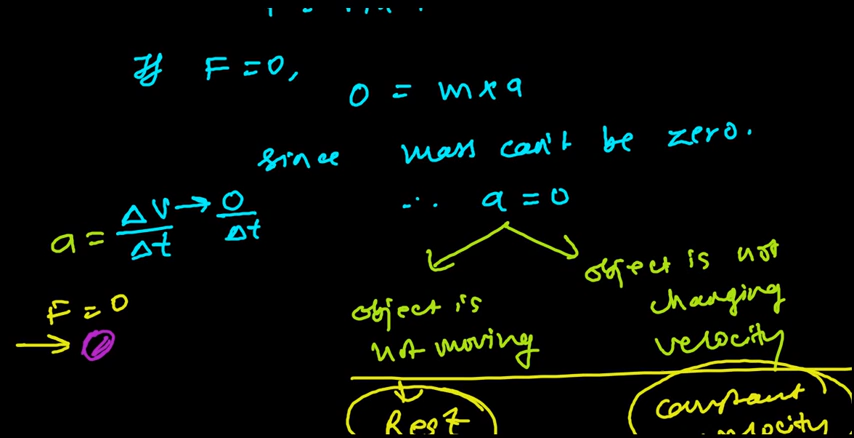 If F = 0,
0 = m x a
since mass can't be zero.
∴ a = 0
a = ΔV/Δt → 0/Δt
object is not moving
object is not changing velocity
F = 0
Rest
constant